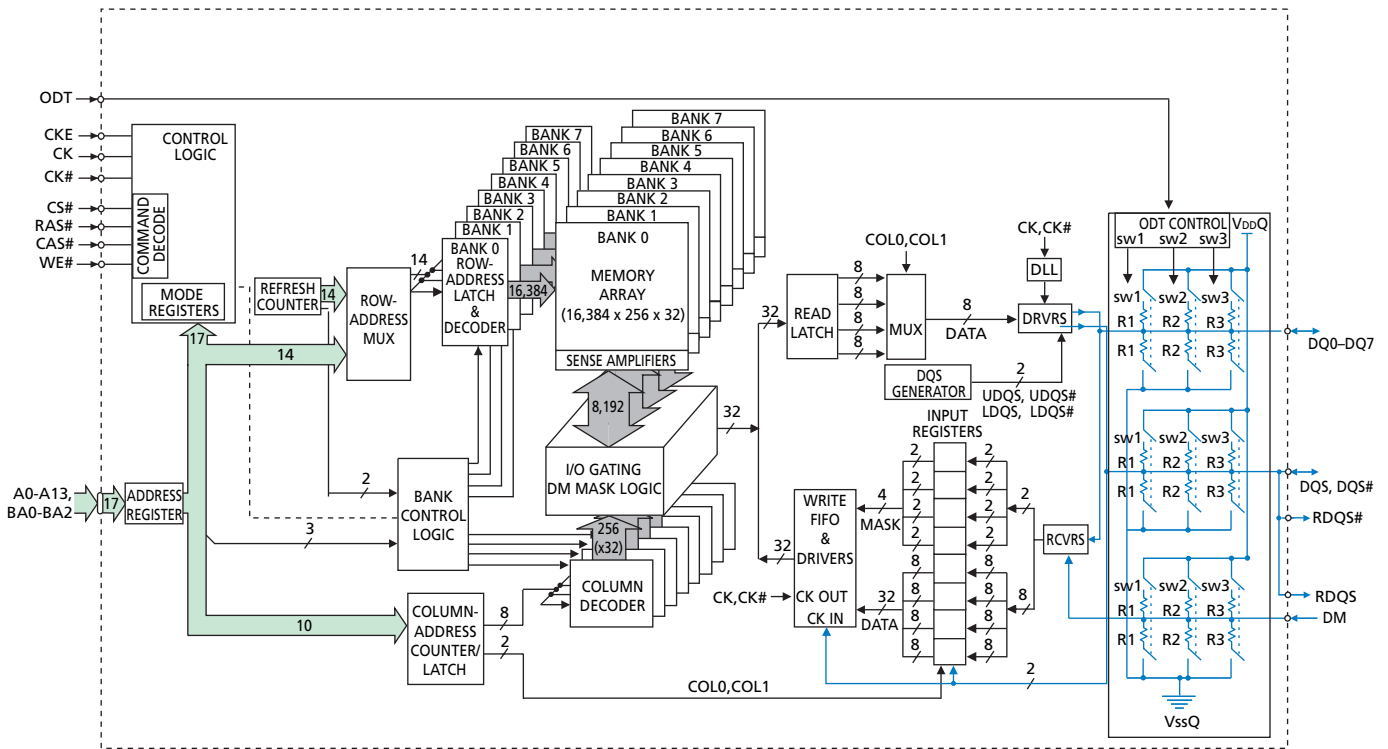 ODT
CKE
CK
CK#
CS#
RAS#
CAS#
WE#
CONTROL
LOGIC
COMMAND
DECODE
MODE
REGISTERS
A0-A13,
BA0-BA2
17
ADDRESS
REGISTER
17
14
10
3
2
REFRESH
COUNTER
14
ROW-
ADDRESS
MUX
14
BANK 7
BANK 6
BANK 5
BANK 4
BANK 3
BANK 2
BANK 1
BANK 0
ROW-
ADDRESS
LATCH
&
DECODER
16,384
BANK 7
BANK 6
BANK 5
BANK 4
BANK 3
BANK 2
BANK 1
BANK 0
MEMORY
ARRAY
(16,384 x 256 x 32)
SENSE AMPLIFIERS
8,192
I/O GATING
DM MASK LOGIC
BANK
CONTROL
LOGIC
256
(x32)
COLUMN
DECODER
COLUMN-
ADDRESS
COUNTER/
LATCH
8
2
COL0,COL1
32
32
READ
LATCH
8
8
8
8
COL0,COL1
MUX
8
DATA
CK,CK#
DLL
DRVRS
DQS
GENERATOR
2
UDQS, UDQS#
LDQS, LDQS#
INPUT
REGISTERS
32
WRITE
FIFO
&
DRIVERS
CK OUT
CK IN
CK,CK#
4
MASK
32
DATA
2
2
2
2
8
8
8
8
2
2
2
2
8
8
8
8
2
8
RCVRS
2
ODT CONTROL
sw1 sw2 sw3
VDDQ
sw1 sw2 sw3
R1 R2 R3
R1 R2 R3
sw1 sw2 sw3
R1 R2 R3
R1 R2 R3
sw1 sw2 sw3
R1 R2 R3
R1 R2 R3
VssQ
DQ0–DQ7
DQS, DQS#
RDQS#
RDQS
DM